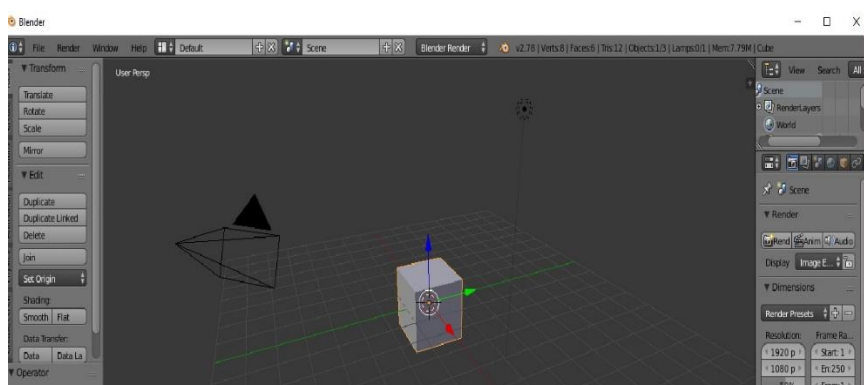 Blender
File Render Window Help Default Scene Blender Render v2.78 | Verts:8 | Faces:6 | Tris:12 | Objects:1/3 | Lamps:0/1 | Mem:7.79M | Cube
Transform
Translate
Rotate
Scale
Mirror
Edit
Duplicate
Duplicate Linked
Delete
Join
Set Origin
Shading:
Smooth Flat
Data Transfer:
Data Data La
Operator
User Persp
View Search All
Scene
RenderLayers
World
Scene
Render
Rend Anim Audio
Display Image E...
Dimensions
Render Presets
Resolution: Frame Ra...
1920 p Start: 1
1080 p En:250